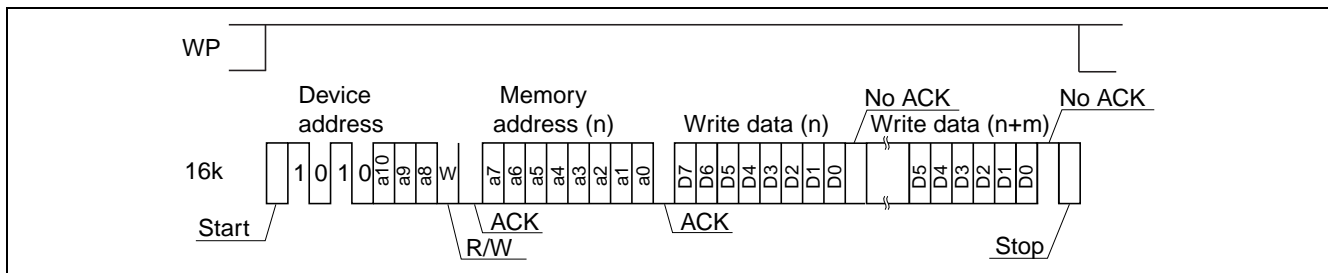 WP
Device address
Memory address (n)
Write data (n)
No ACK
Write data (n+m)
No ACK
16k
1 0 1 0 a10 a9 a8 W a7 a6 a5 a4 a3 a2 a1 a0 D7 D6 D5 D4 D3 D2 D1 D0 D5 D4 D3 D2 D1 D0
Start
R/W
ACK
ACK
Stop